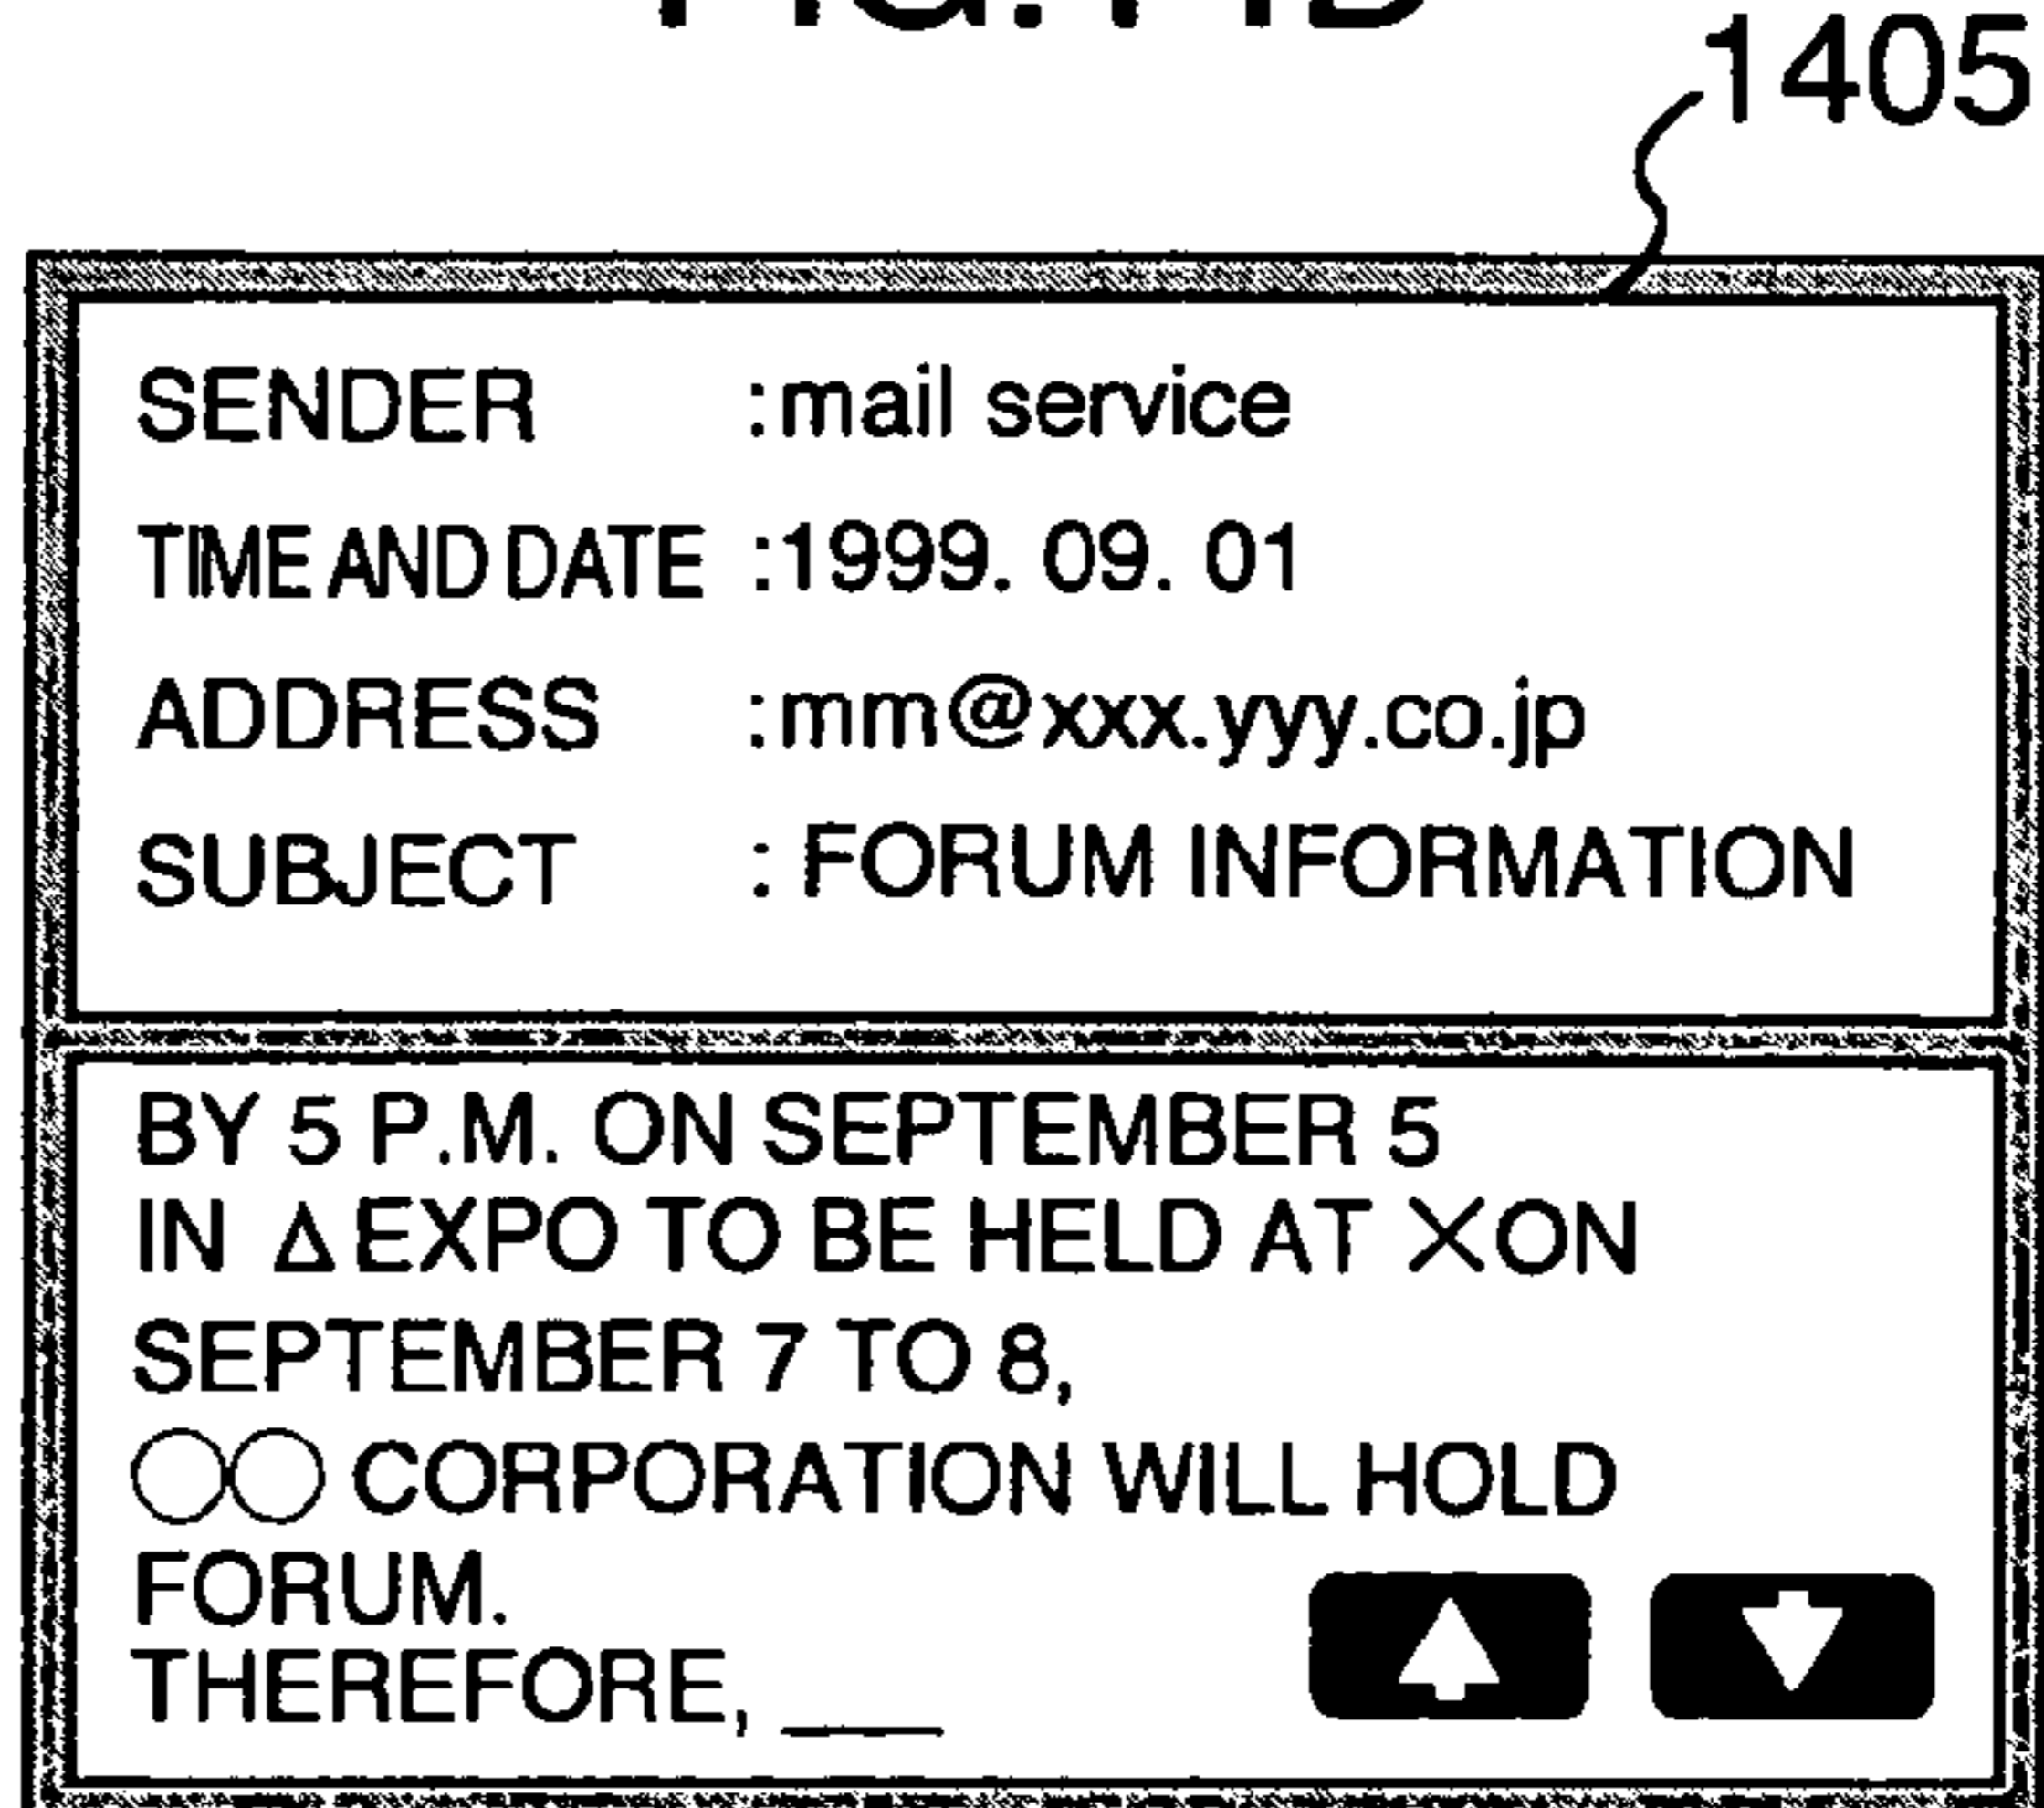 1405
SENDER :mail service
TIME AND DATE :1999. 09. 01
ADDRESS :mm@xxx.yyy.co.jp
SUBJECT : FORUM INFORMATION
BY 5 P.M. ON SEPTEMBER 5
IN Δ EXPO TO BE HELD AT ╳ ON
SEPTEMBER 7 TO 8,
◯◯ CORPORATION WILL HOLD
FORUM.
THEREFORE, ___